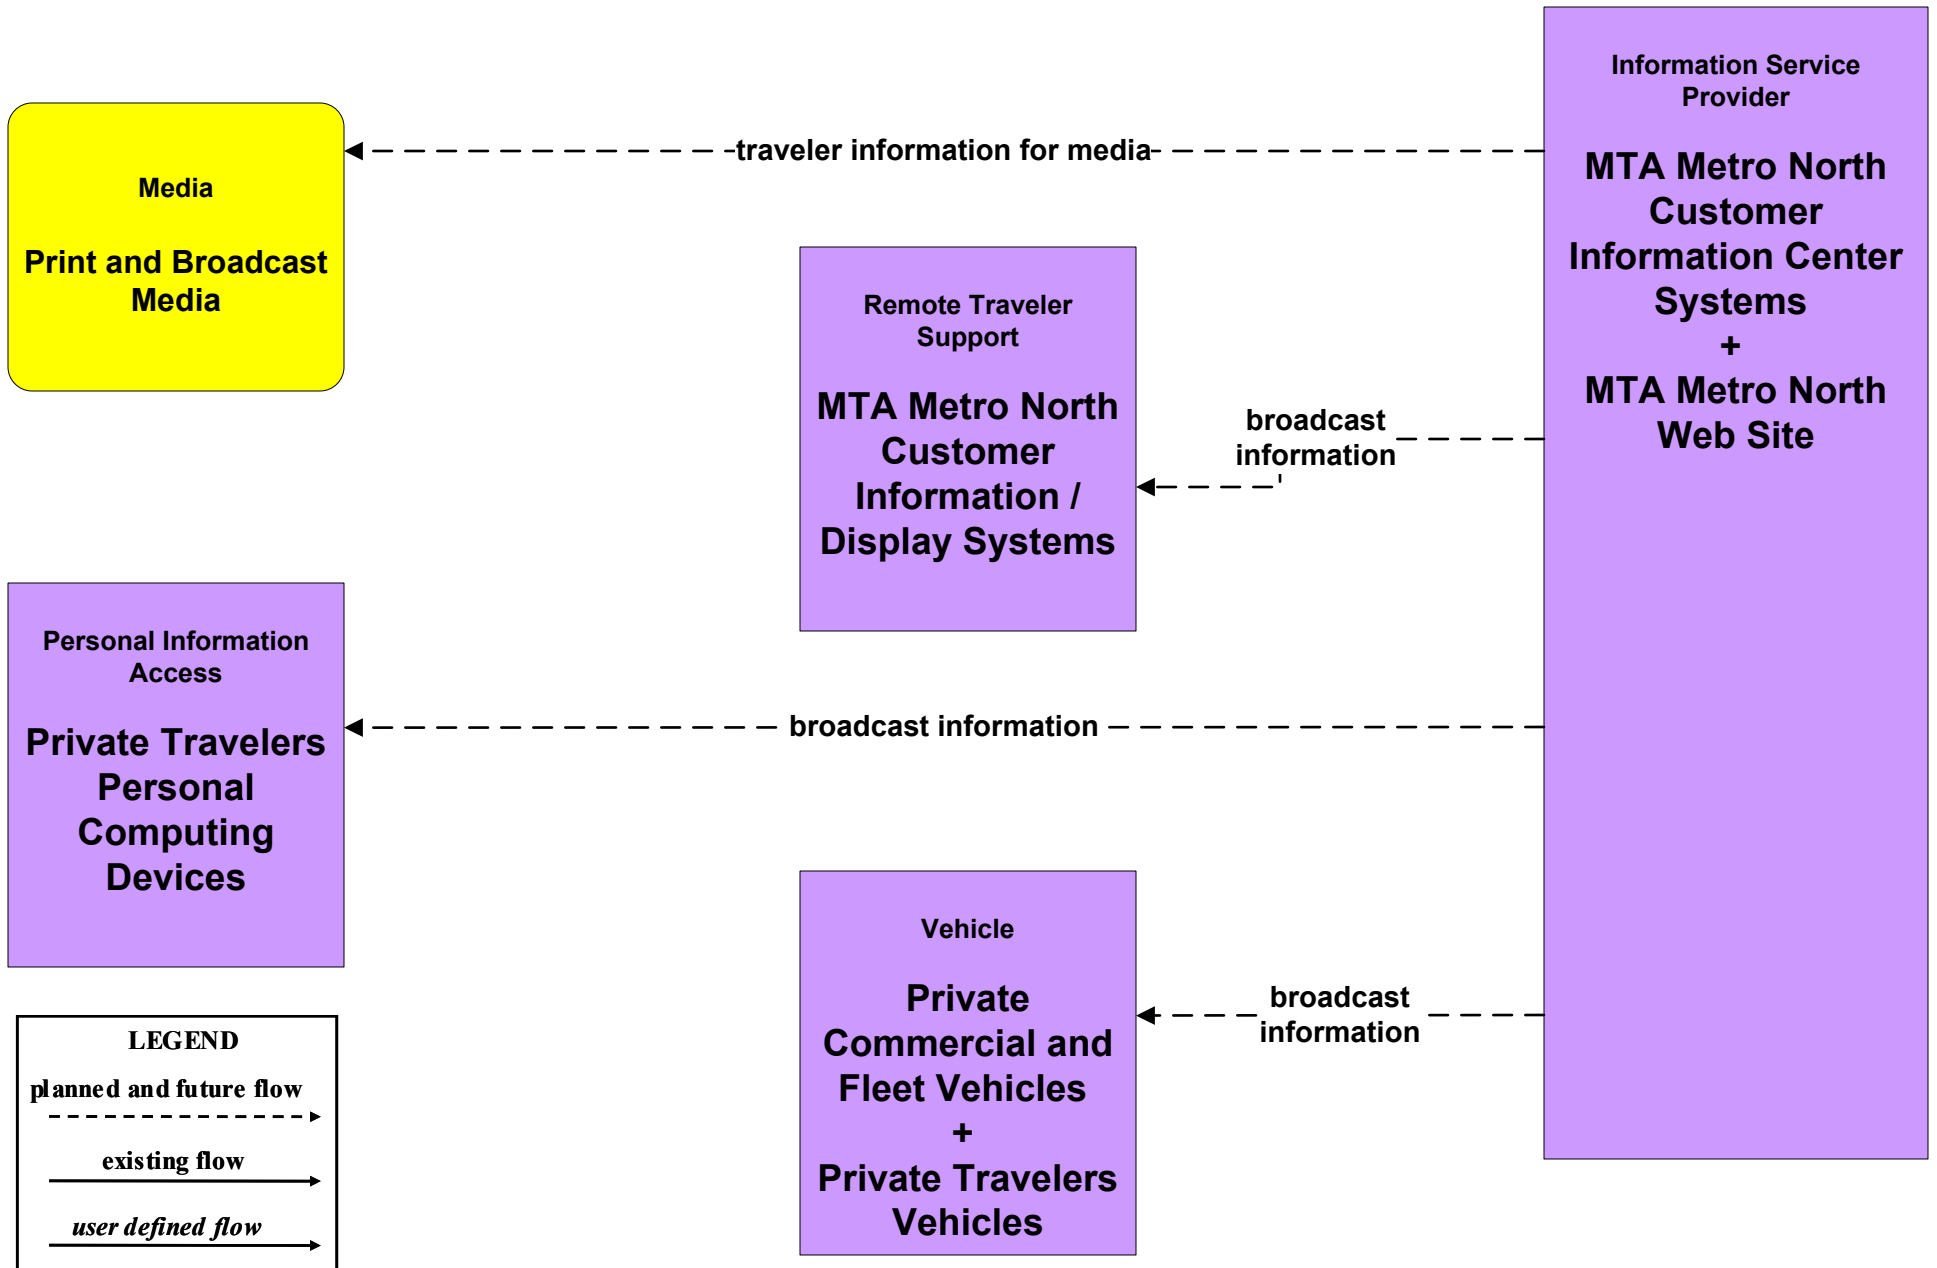 Media
Print and Broadcast
Media
traveler information for media
Information Service
Provider
MTA Metro North
Customer
Information Center
Systems
+
MTA Metro North
Web Site
Remote Traveler
Support
MTA Metro North
Customer
Information /
Display Systems
broadcast
information
Personal Information
Access
Private Travelers
Personal
Computing
Devices
broadcast information
Vehicle
Private
Commercial and
Fleet Vehicles
+
Private Travelers
Vehicles
broadcast
information
LEGEND
planned and future flow
existing flow
user defined flow